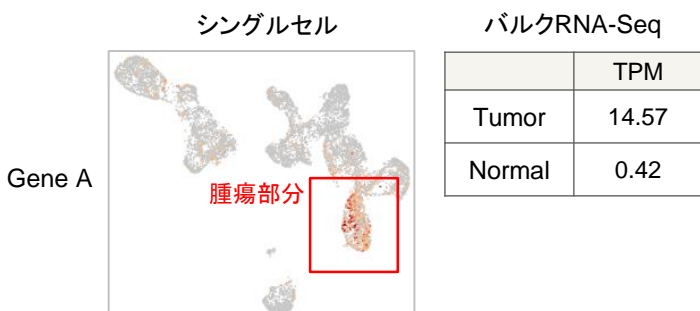 シングルセル
バルクRNA-Seq
TPM
Tumor 14.57
Normal 0.42
Gene A
腫瘍部分